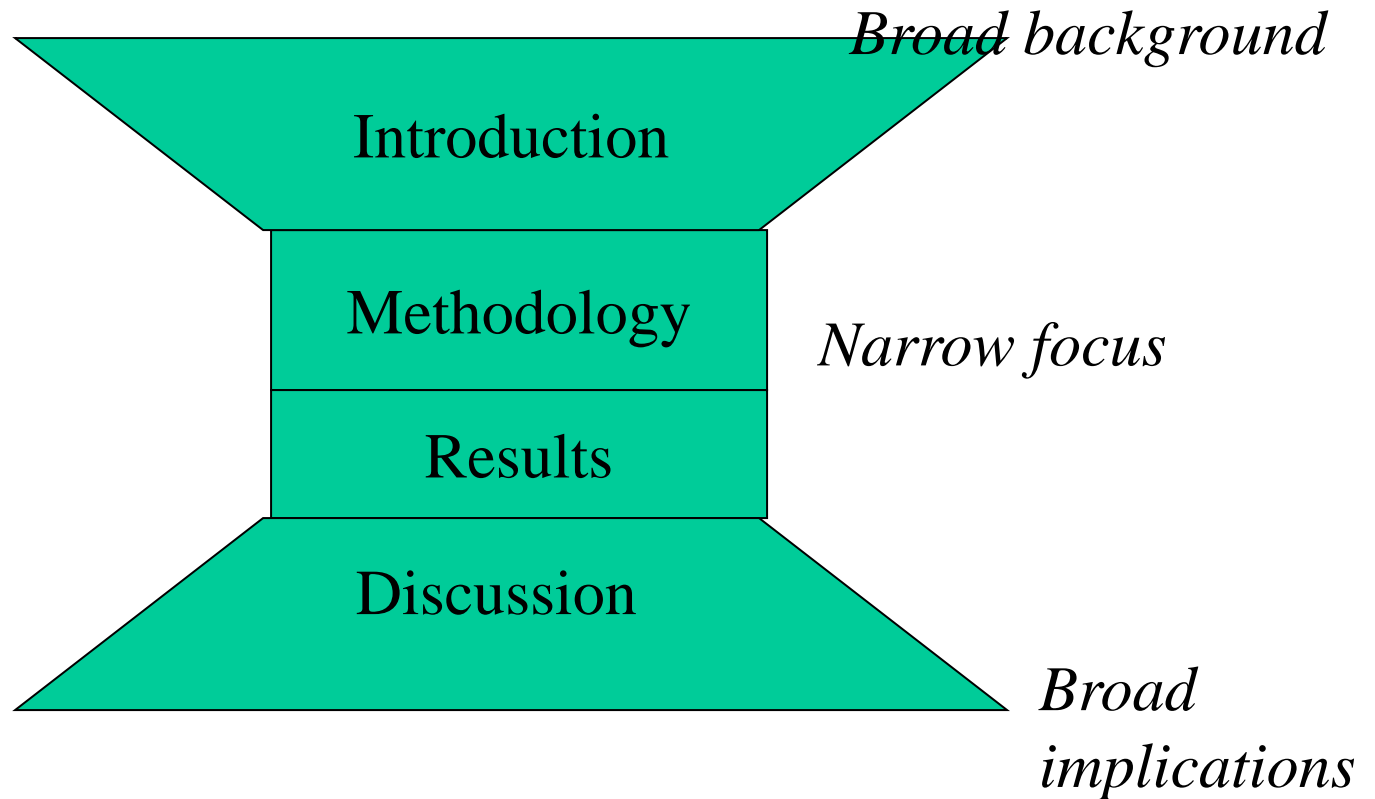 Broad background
Introduction
Methodology
Narrow focus
Results
Discussion
Broad
implications